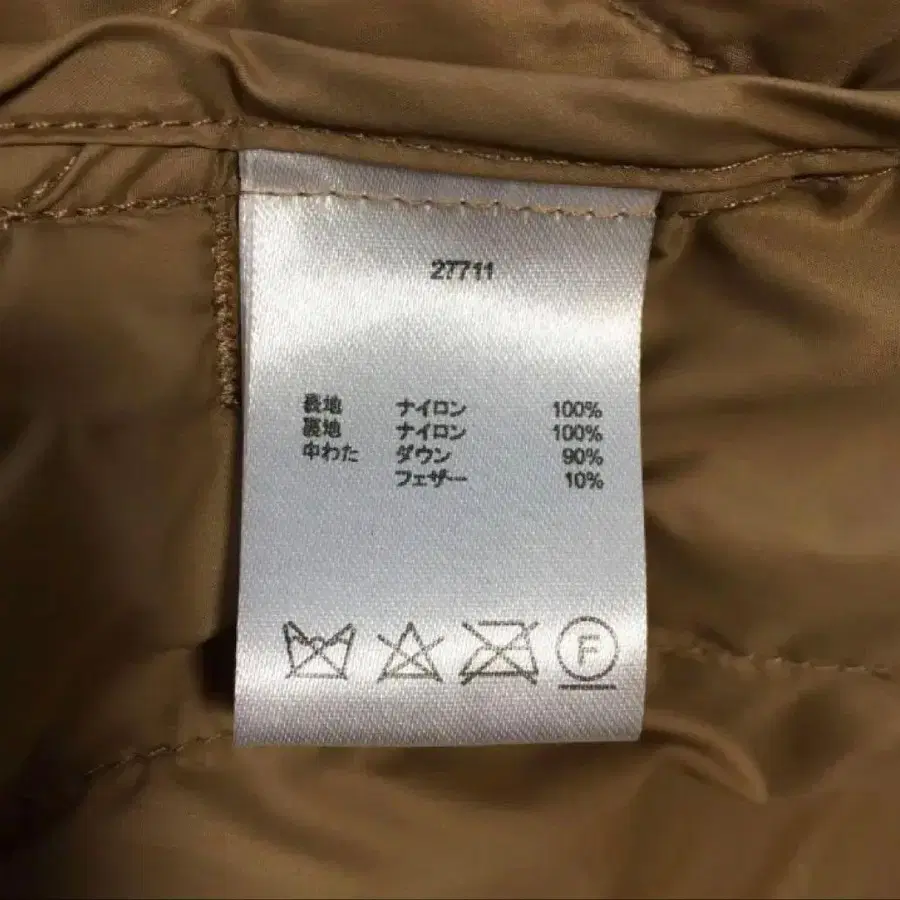 27711
表地 ナイロン 100%
裏地 ナイロン 100%
中わた ダウン 90%
フェザー 10%
F